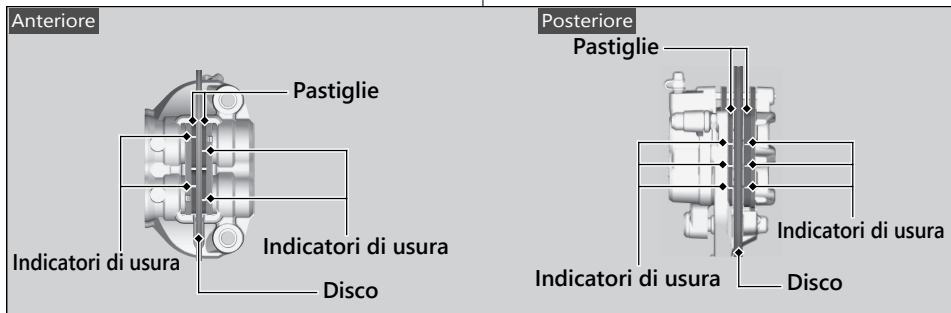 Anteriore
Pastiglie
Indicatori di usura
Indicatori di usura
Disco
Posteriore
Pastiglie
Indicatori di usura
Indicatori di usura
Disco